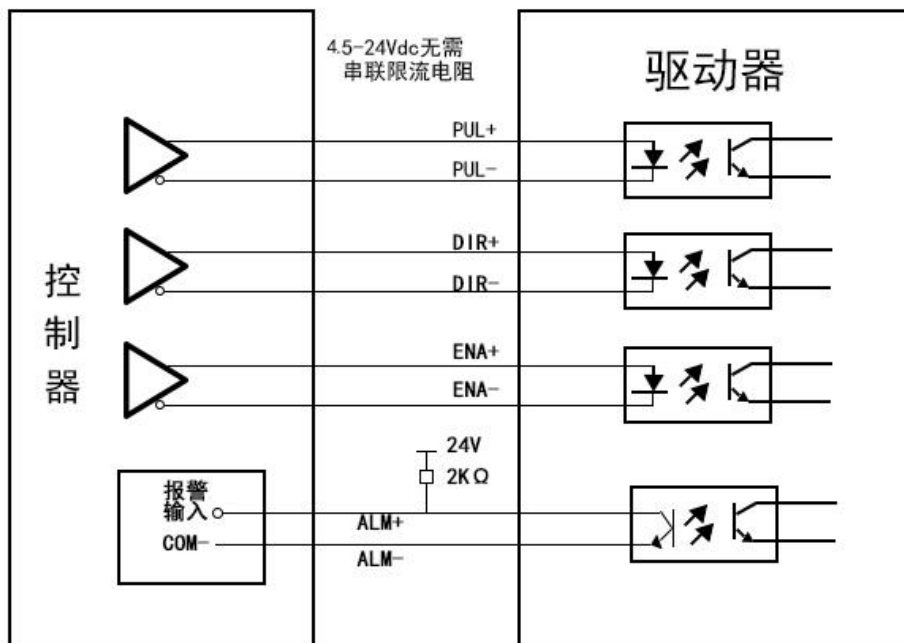 4.5-24Vdc无需
串联限流电阻
驱动器
PUL+
PUL-
DIR+
DIR-
控
制
器
ENA+
ENA-
24V
2KΩ
报警
输入
ALM+
COM-
ALM-